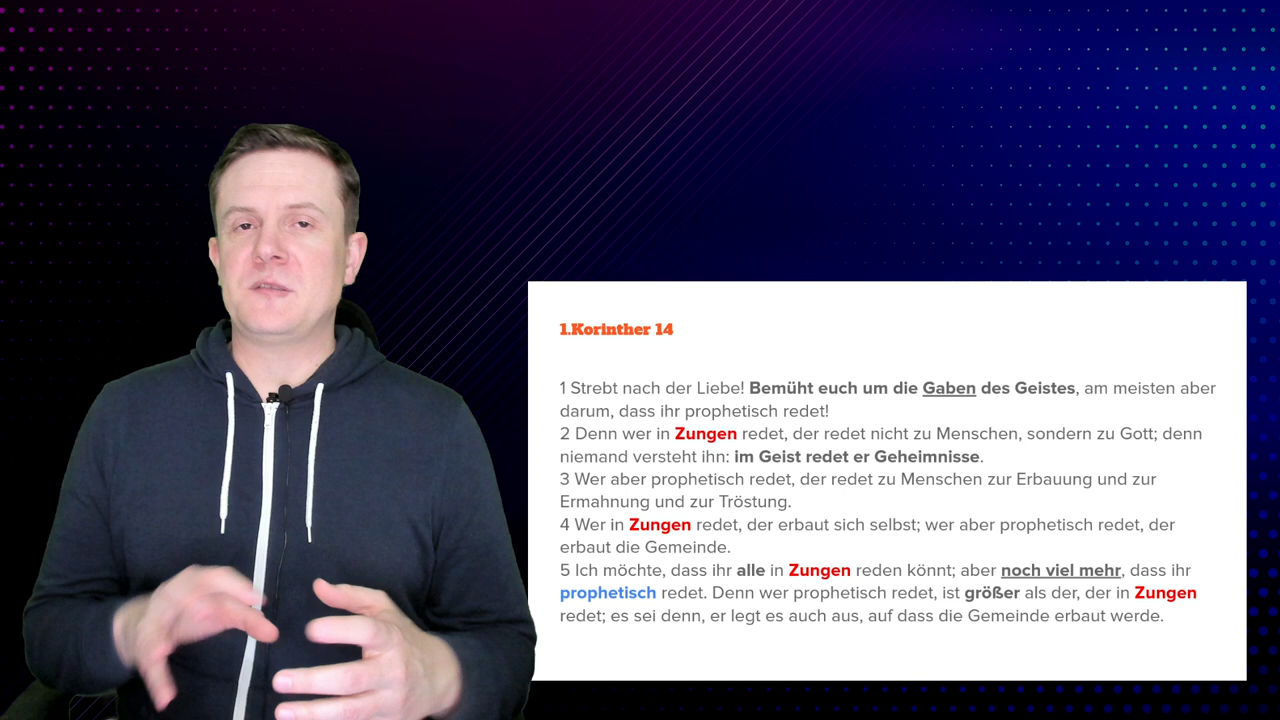 1.Korinther 14
1 Strebt nach der Liebe! Bemüht euch um die Gaben des Geistes, am meisten aber
darum, dass ihr prophetisch redet!
2 Denn wer in Zungen redet, der redet nicht zu Menschen, sondern zu Gott; denn
niemand versteht ihn: im Geist redet er Geheimnisse.
3 Wer aber prophetisch redet, der redet zu Menschen zur Erbauung und zur
Ermahnung und zur Tröstung.
4 Wer in Zungen redet, der erbaut sich selbst; wer aber prophetisch redet, der
erbaut die Gemeinde.
5 Ich möchte, dass ihr alle in Zungen reden könnt; aber noch viel mehr, dass ihr
prophetisch redet. Denn wer prophetisch redet, ist größer als der, der in Zungen
redet; es sei denn, er legt es auch aus, auf dass die Gemeinde erbaut werde.